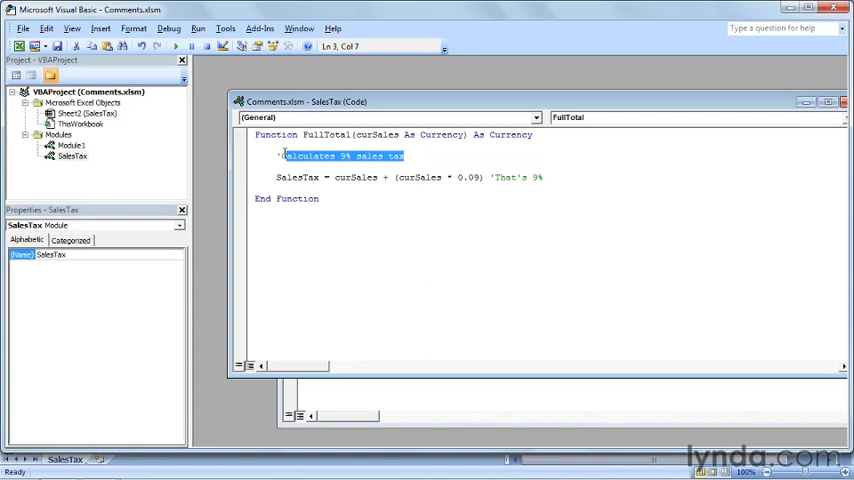 Microsoft Visual Basic
File Edit View Insert Format Debug Run Tools Add-Ins Window Help
Type a question for help
Ln 3, Col 7
Project - VBAProject
VBAProject (Comments.xlsm)
Microsoft Excel Objects
Sheet2 (SalesTax)
ThisWorkbook
Modules
Module1
SalesTax
Properties - SalesTax
SalesTax Module
Alphabetic Categorized
(Name) SalesTax
Comments.xlsm - SalesTax (Code)
(General) FullTotal
Function FullTotal(curSales As Currency) As Currency
'Calculates 9% sales tax
SalesTax = curSales + (curSales * 0.09) 'That's 9%
End Function
SalesTax
Ready
100%
lynda.com